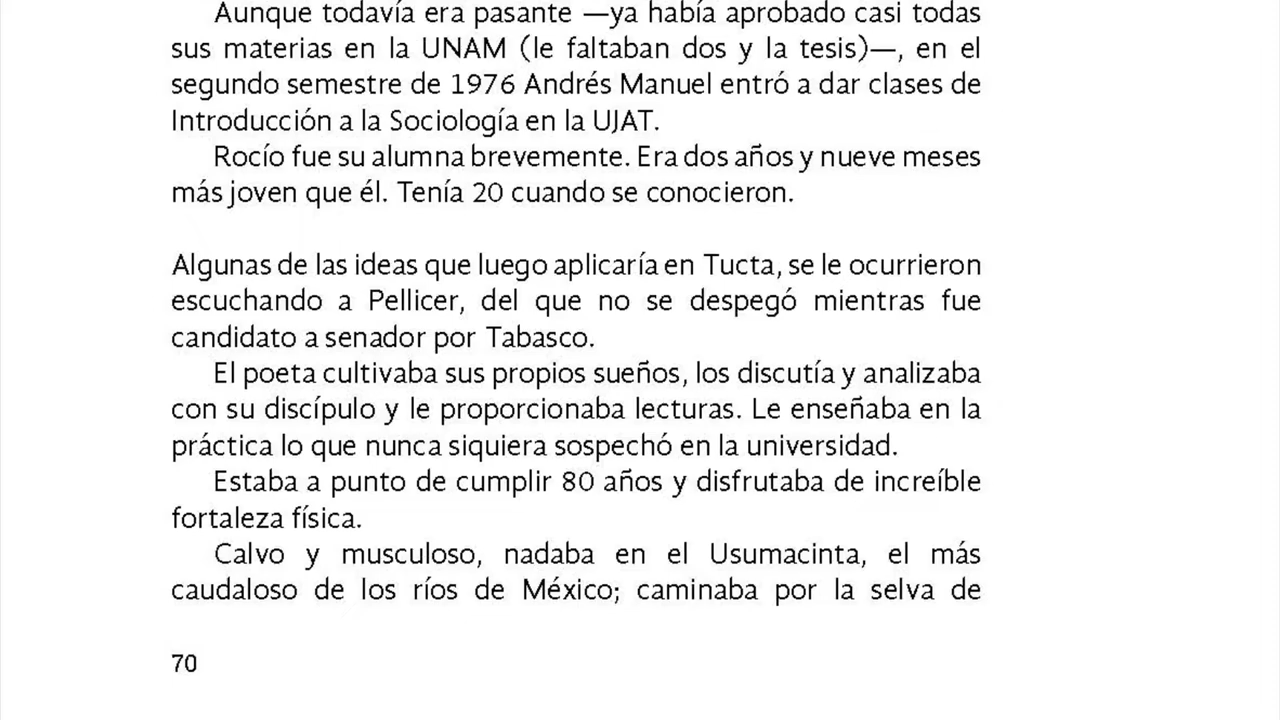 Aunque todavía era pasante —ya había aprobado casi todas
sus materias en la UNAM (le faltaban dos y la tesis)—, en el
segundo semestre de 1976 Andrés Manuel entró a dar clases de
Introducción a la Sociología en la UJAT.
Rocío fue su alumna brevemente. Era dos años y nueve meses
más joven que él. Tenía 20 cuando se conocieron.
Algunas de las ideas que luego aplicaría en Tucta, se le ocurrieron
escuchando a Pellicer, del que no se despegó mientras fue
candidato a senador por Tabasco.
El poeta cultivaba sus propios sueños, los discutía y analizaba
con su discípulo y le proporcionaba lecturas. Le enseñaba en la
práctica lo que nunca siquiera sospechó en la universidad.
Estaba a punto de cumplir 80 años y disfrutaba de increíble
fortaleza física.
Calvo y musculoso, nadaba en el Usumacinta, el más
caudaloso de los ríos de México; caminaba por la selva de
70